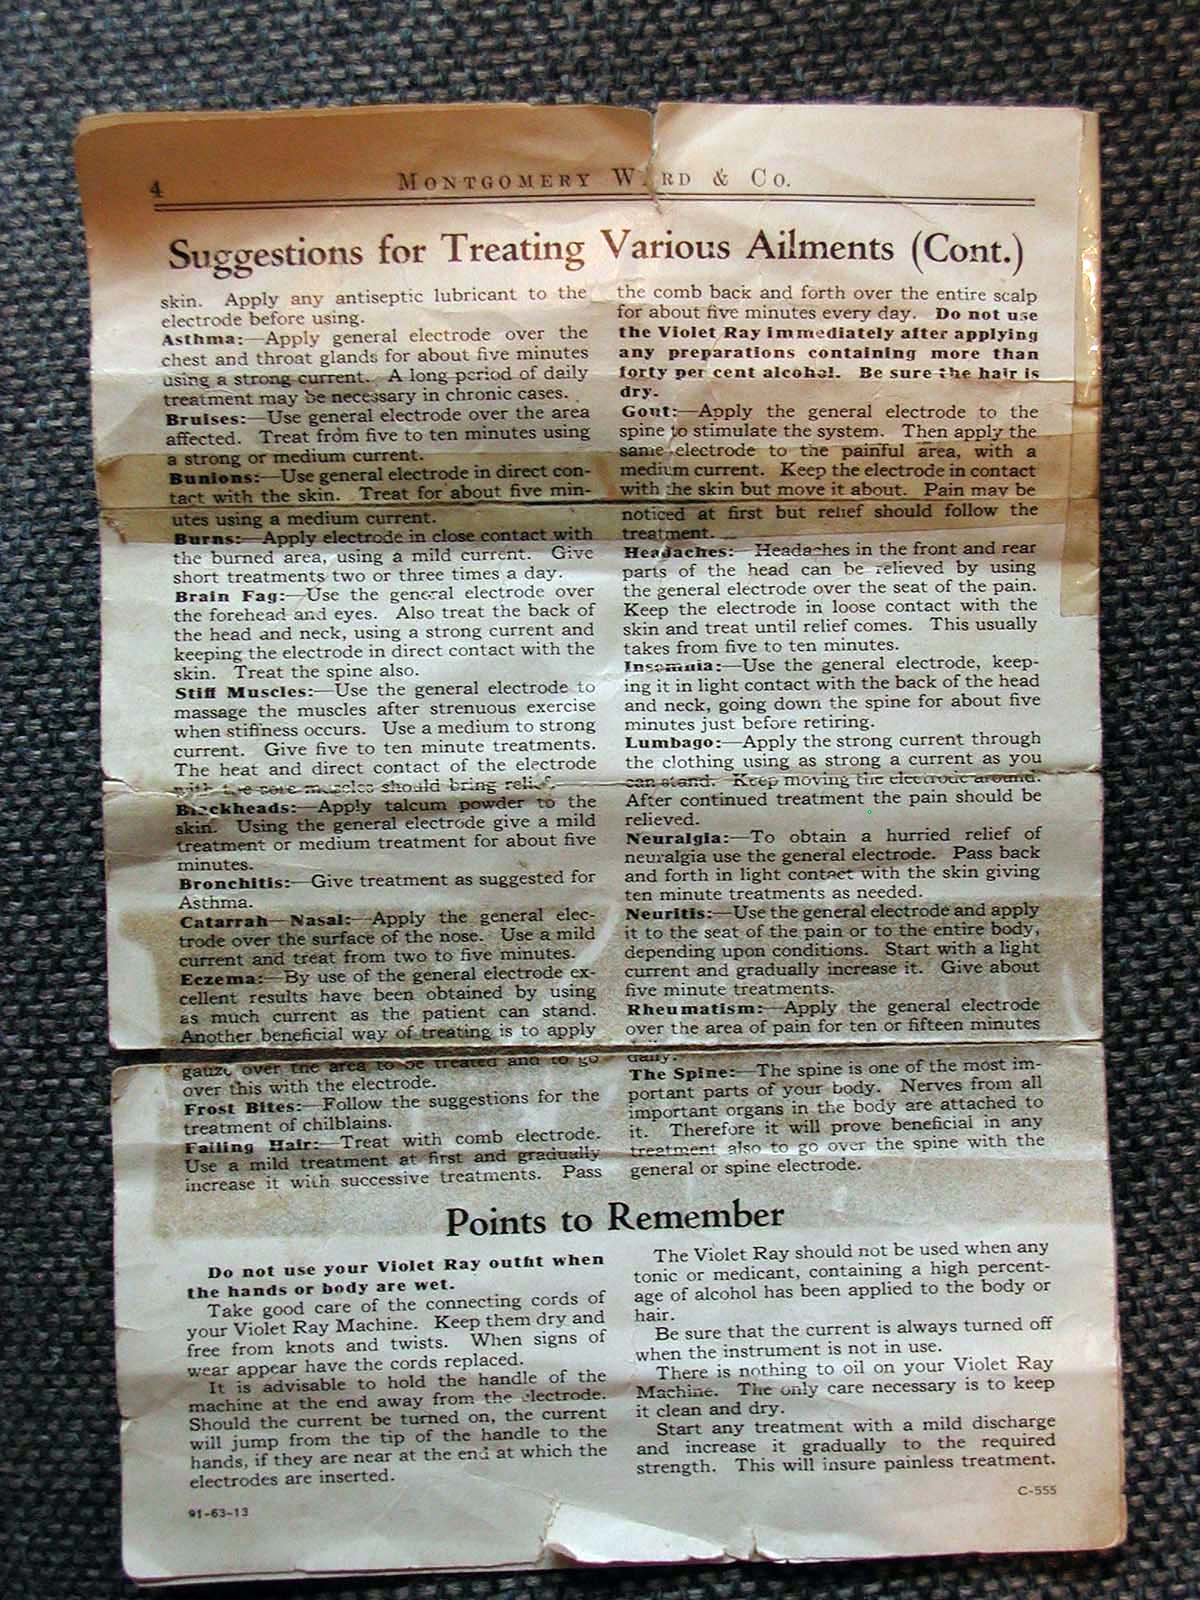 4
MONTGOMERY WARD & CO.
Suggestions for Treating Various Ailments (Cont.)
skin. Apply any antiseptic lubricant to the
electrode before using.
Asthma:—Apply general electrode over the
chest and throat glands for about five minutes
using a strong current. A long period of daily
treatment may be necessary in chronic cases.
Bruises:—Use general electrode over the area
affected. Treat from five to ten minutes using
a strong or medium current.
Bunions:—Use general electrode in direct con-
tact with the skin. Treat for about five min-
utes using a medium current.
Burns:—Apply electrode in close contact with
the burned area, using a mild current. Give
short treatments two or three times a day.
Brain Fag:—Use the general electrode over
the forehead and eyes. Also treat the back of
the head and neck, using a strong current and
keeping the electrode in direct contact with the
skin. Treat the spine also.
Stiff Muscles:—Use the general electrode to
massage the muscles after strenuous exercise
when stiffness occurs. Use a medium to strong
current. Give five to ten minute treatments.
The heat and direct contact of the electrode
with the sore muscles should bring relief.
Blackheads:—Apply talcum powder to the
skin. Using the general electrode give a mild
treatment or medium treatment for about five
minutes.
Bronchitis:—Give treatment as suggested for
Asthma.
Catarrah—Nasal:—Apply the general elec-
trode over the surface of the nose. Use a mild
current and treat from two to five minutes.
Eczema:—By use of the general electrode ex-
cellent results have been obtained by using
as much current as the patient can stand.
Another beneficial way of treating is to apply
gauze over the area to be treated and to go
over this with the electrode.
Frost Bites:—Follow the suggestions for the
treatment of chilblains.
Failing Hair:—Treat with comb electrode.
Use a mild treatment at first and gradually
increase it with successive treatments. Pass
the comb back and forth over the entire scalp
for about five minutes every day. Do not use
the Violet Ray immediately after applying
any preparations containing more than
forty per cent alcohol. Be sure the hair is
dry.
Gout:—Apply the general electrode to the
spine to stimulate the system. Then apply the
same electrode to the painful area, with a
medium current. Keep the electrode in contact
with the skin but move it about. Pain may be
noticed at first but relief should follow the
treatment.
Headaches:—Headaches in the front and rear
parts of the head can be relieved by using
the general electrode over the seat of the pain.
Keep the electrode in loose contact with the
skin and treat until relief comes. This usually
takes from five to ten minutes.
Insomnia:—Use the general electrode, keep-
ing it in light contact with the back of the head
and neck, going down the spine for about five
minutes just before retiring.
Lumbago:—Apply the strong current through
the clothing using as strong a current as you
can stand. Keep moving the electrode around.
After continued treatment the pain should be
relieved.
Neuralgia:—To obtain a hurried relief of
neuralgia use the general electrode. Pass back
and forth in light contact with the skin giving
ten minute treatments as needed.
Neuritis:—Use the general electrode and apply
it to the seat of the pain or to the entire body,
depending upon conditions. Start with a light
current and gradually increase it. Give about
five minute treatments.
Rheumatism:—Apply the general electrode
over the area of pain for ten or fifteen minutes
daily.
The Spine:—The spine is one of the most im-
portant parts of your body. Nerves from all
important organs in the body are attached to
it. Therefore it will prove beneficial in any
treatment also to go over the spine with the
general or spine electrode.
Points to Remember
Do not use your Violet Ray outfit when
the hands or body are wet.
Take good care of the connecting cords of
your Violet Ray Machine. Keep them dry and
free from knots and twists. When signs of
wear appear have the cords replaced.
It is advisable to hold the handle of the
machine at the end away from the electrode.
Should the current be turned on, the current
will jump from the tip of the handle to the
hands, if they are near at the end at which the
electrodes are inserted.
The Violet Ray should not be used when any
tonic or medicant, containing a high percent-
age of alcohol has been applied to the body or
hair.
Be sure that the current is always turned off
when the instrument is not in use.
There is nothing to oil on your Violet Ray
Machine. The only care necessary is to keep
it clean and dry.
Start any treatment with a mild discharge
and increase it gradually to the required
strength. This will insure painless treatment.
91-63-13
C-555